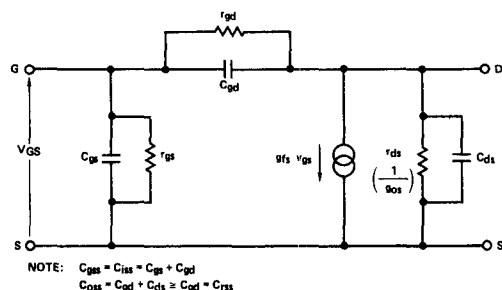 rgd
G
D
Cgd
VGS
Cgs
rgs
gfs vgs
rds
(1/gos)
Cds
S
S
NOTE: Cgss = Ciss = Cgs + Cgd
Coss = Cgd + Cds ≅ Cgd = Crss